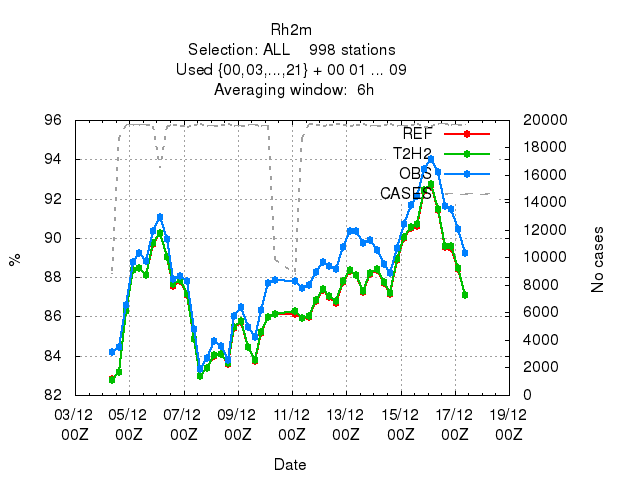 Rh2m
Selection: ALL 998 stations
Used {00,03,...,21} + 00 01 ... 09
Averaging window: 6h
96 20000
REF
18000
94 T2H2
16000
OBS
92 CASES 14000
12000
90
%
10000
No cases
88
8000
86 6000
4000
84
2000
82 0
03/12 05/12 07/12 09/12 11/12 13/12 15/12 17/12 19/12
00Z 00Z 00Z 00Z 00Z 00Z 00Z 00Z 00Z
Date